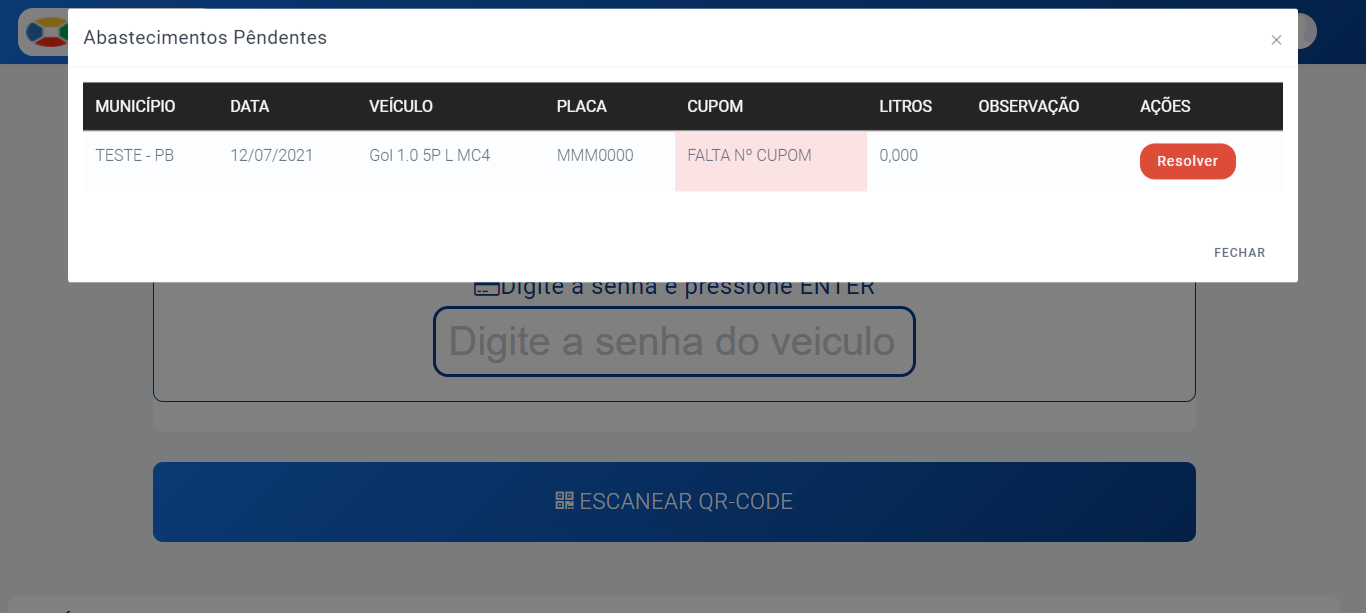 Abastecimentos Pêndentes
×
MUNICÍPIO DATA VEÍCULO PLACA CUPOM LITROS OBSERVAÇÃO AÇÕES
TESTE - PB 12/07/2021 Gol 1.0 5P L MC4 MMM0000 FALTA Nº CUPOM 0,000 Resolver
FECHAR
Digite a senha e pressione ENTER
Digite a senha do veiculo
ESCANEAR QR-CODE